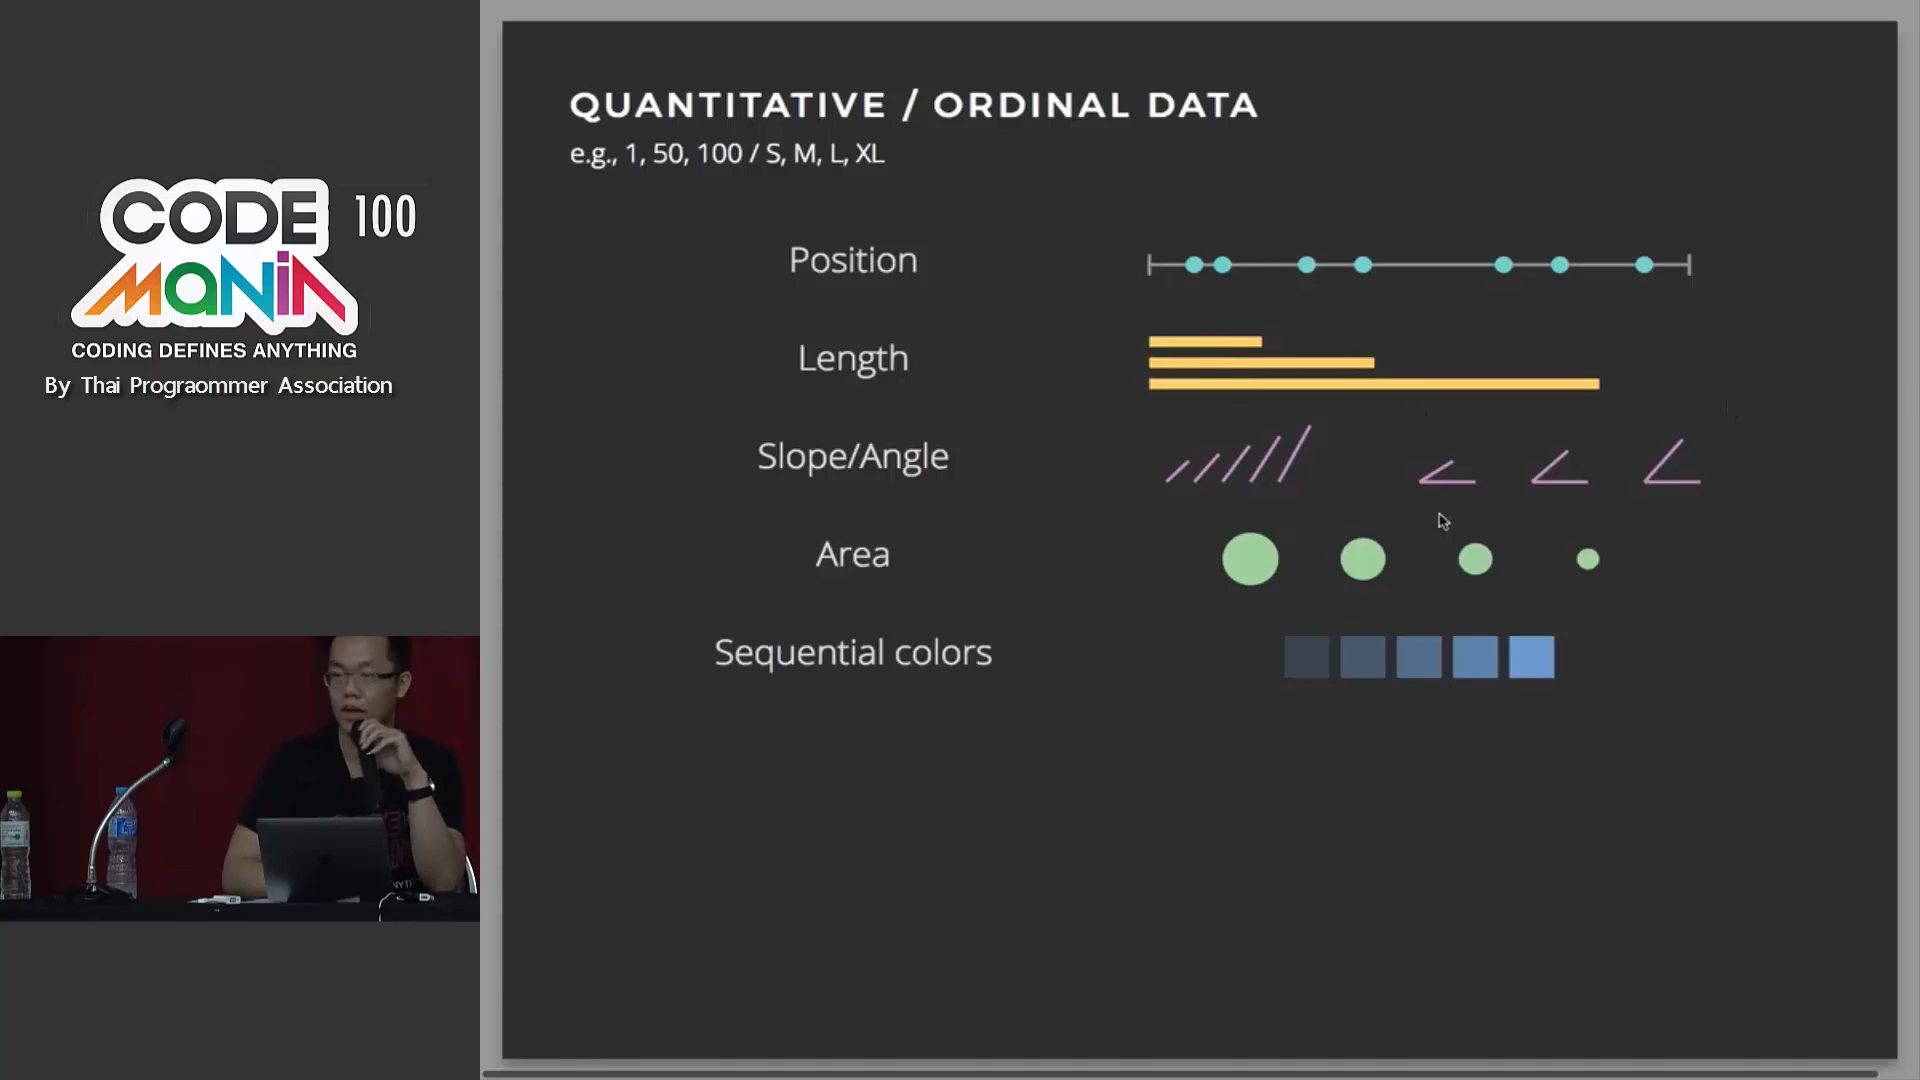 CODE 100
MANiA
CODING DEFINES ANYTHING
By Thai Prograommer Association
QUANTITATIVE / ORDINAL DATA
e.g., 1, 50, 100 / S, M, L, XL
Position
Length
Slope/Angle
Area
Sequential colors